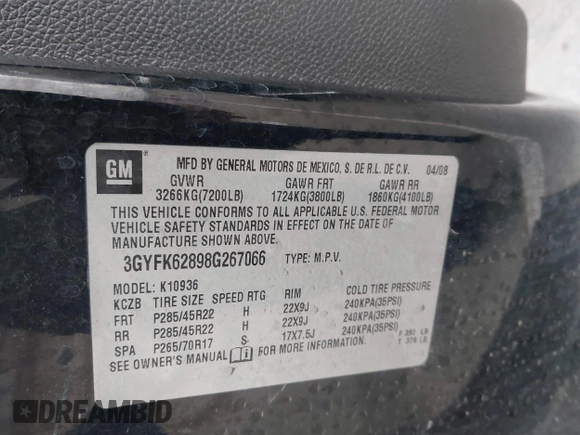 GM
MFD BY GENERAL MOTORS DE MEXICO, S. DE R.L. DE C.V. 04/08
GVWR GAWR FRT GAWR RR
3266KG(7200LB) 1724KG(3800LB) 1860KG(4100LB)
THIS VEHICLE CONFORMS TO ALL APPLICABLE U.S. FEDERAL MOTOR
VEHICLE SAFETY STANDARDS IN EFFECT ON THE DATE OF
MANUFACTURE SHOWN ABOVE.
3GYFK62898G267066 TYPE: M.P.V.
MODEL: K10936
KCZB TIRE SIZE SPEED RTG RIM COLD TIRE PRESSURE
FRT P285/45R22 H 22X9J 240KPA(35PSI)
RR P285/45R22 H 22X9J 240KPA(35PSI)
SPA P265/70R17 S 17X7.5J 240KPA(35PSI)
SEE OWNER'S MANUAL FOR MORE INFORMATION.
F 392 LB
T 379 LB
DREAMBID